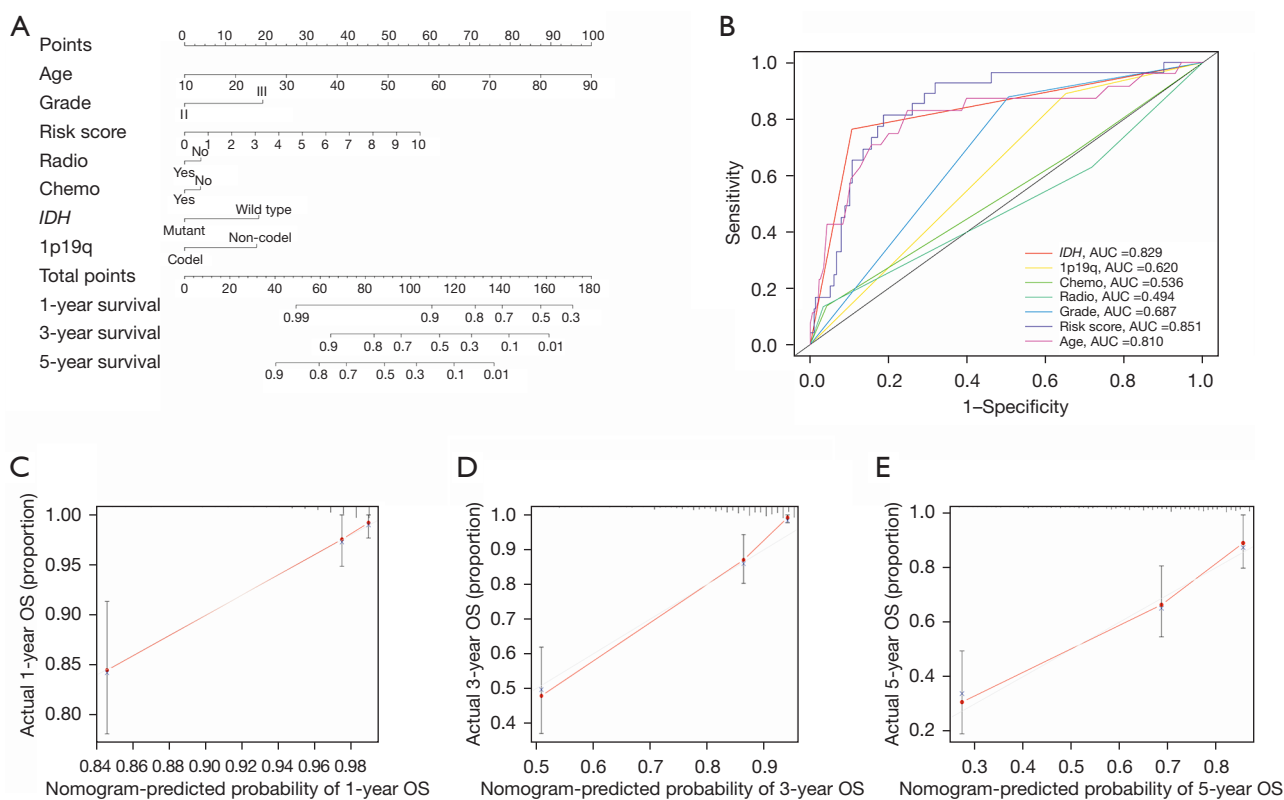 A
Points
0 10 20 30 40 50 60 70 80 90 100
Age
10 20 30 40 50 60 70 80 90
Grade
III
II
Risk score
0 1 2 3 4 5 6 7 8 9 10
Radio
No
Yes
Chemo
No
Yes
IDH
Wild type
Mutant
1p19q
Non-codel
Codel
Total points
0 20 40 60 80 100 120 140 160 180
1-year survival
0.99 0.9 0.8 0.7 0.5 0.3
3-year survival
0.9 0.8 0.7 0.5 0.3 0.1 0.01
5-year survival
0.9 0.8 0.7 0.5 0.3 0.1 0.01
B
Sensitivity
1.0
0.8
0.6
0.4
0.2
0.0
IDH, AUC =0.829
1p19q, AUC =0.620
Chemo, AUC =0.536
Radio, AUC =0.494
Grade, AUC =0.687
Risk score, AUC =0.851
Age, AUC =0.810
0.0 0.2 0.4 0.6 0.8 1.0
1–Specificity
C
Actual 1-year OS (proportion)
1.00
0.95
0.90
0.85
0.80
0.84 0.86 0.88 0.90 0.92 0.94 0.96 0.98
Nomogram-predicted probability of 1-year OS
D
Actual 3-year OS (proportion)
1.0
0.9
0.8
0.7
0.6
0.5
0.4
0.5 0.6 0.7 0.8 0.9
Nomogram-predicted probability of 3-year OS
E
Actual 5-year OS (proportion)
1.0
0.8
0.6
0.4
0.2
0.3 0.4 0.5 0.6 0.7 0.8
Nomogram-predicted probability of 5-year OS